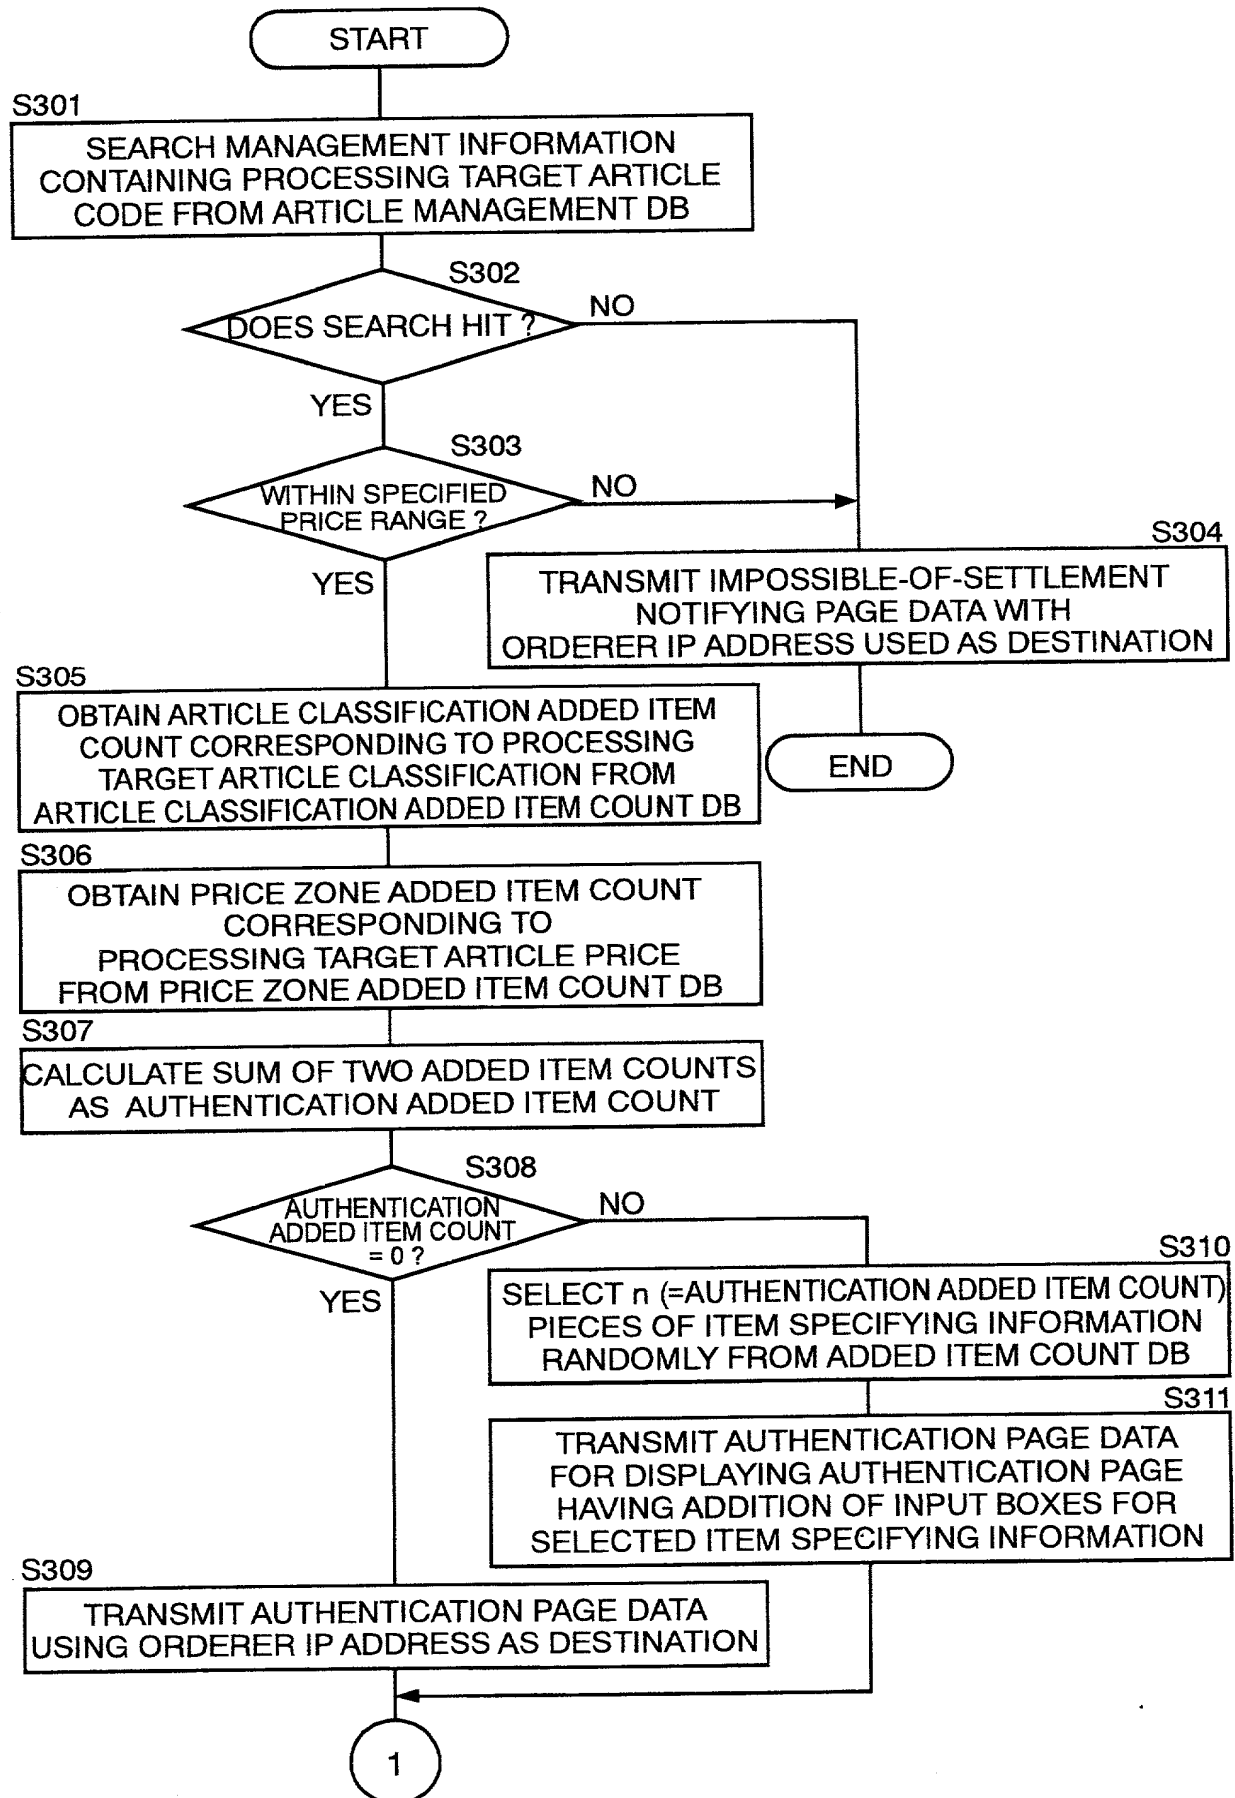 START
S301
SEARCH MANAGEMENT INFORMATION
CONTAINING PROCESSING TARGET ARTICLE
CODE FROM ARTICLE MANAGEMENT DB
S302
DOES SEARCH HIT ?
NO
YES
S303
WITHIN SPECIFIED
PRICE RANGE ?
NO
YES
S304
TRANSMIT IMPOSSIBLE-OF-SETTLEMENT
NOTIFYING PAGE DATA WITH
ORDERER IP ADDRESS USED AS DESTINATION
END
S305
OBTAIN ARTICLE CLASSIFICATION ADDED ITEM
COUNT CORRESPONDING TO PROCESSING
TARGET ARTICLE CLASSIFICATION FROM
ARTICLE CLASSIFICATION ADDED ITEM COUNT DB
S306
OBTAIN PRICE ZONE ADDED ITEM COUNT
CORRESPONDING TO
PROCESSING TARGET ARTICLE PRICE
FROM PRICE ZONE ADDED ITEM COUNT DB
S307
CALCULATE SUM OF TWO ADDED ITEM COUNTS
AS AUTHENTICATION ADDED ITEM COUNT
S308
AUTHENTICATION
ADDED ITEM COUNT
= 0 ?
NO
YES
S310
SELECT n (=AUTHENTICATION ADDED ITEM COUNT)
PIECES OF ITEM SPECIFYING INFORMATION
RANDOMLY FROM ADDED ITEM COUNT DB
S311
TRANSMIT AUTHENTICATION PAGE DATA
FOR DISPLAYING AUTHENTICATION PAGE
HAVING ADDITION OF INPUT BOXES FOR
SELECTED ITEM SPECIFYING INFORMATION
S309
TRANSMIT AUTHENTICATION PAGE DATA
USING ORDERER IP ADDRESS AS DESTINATION
1